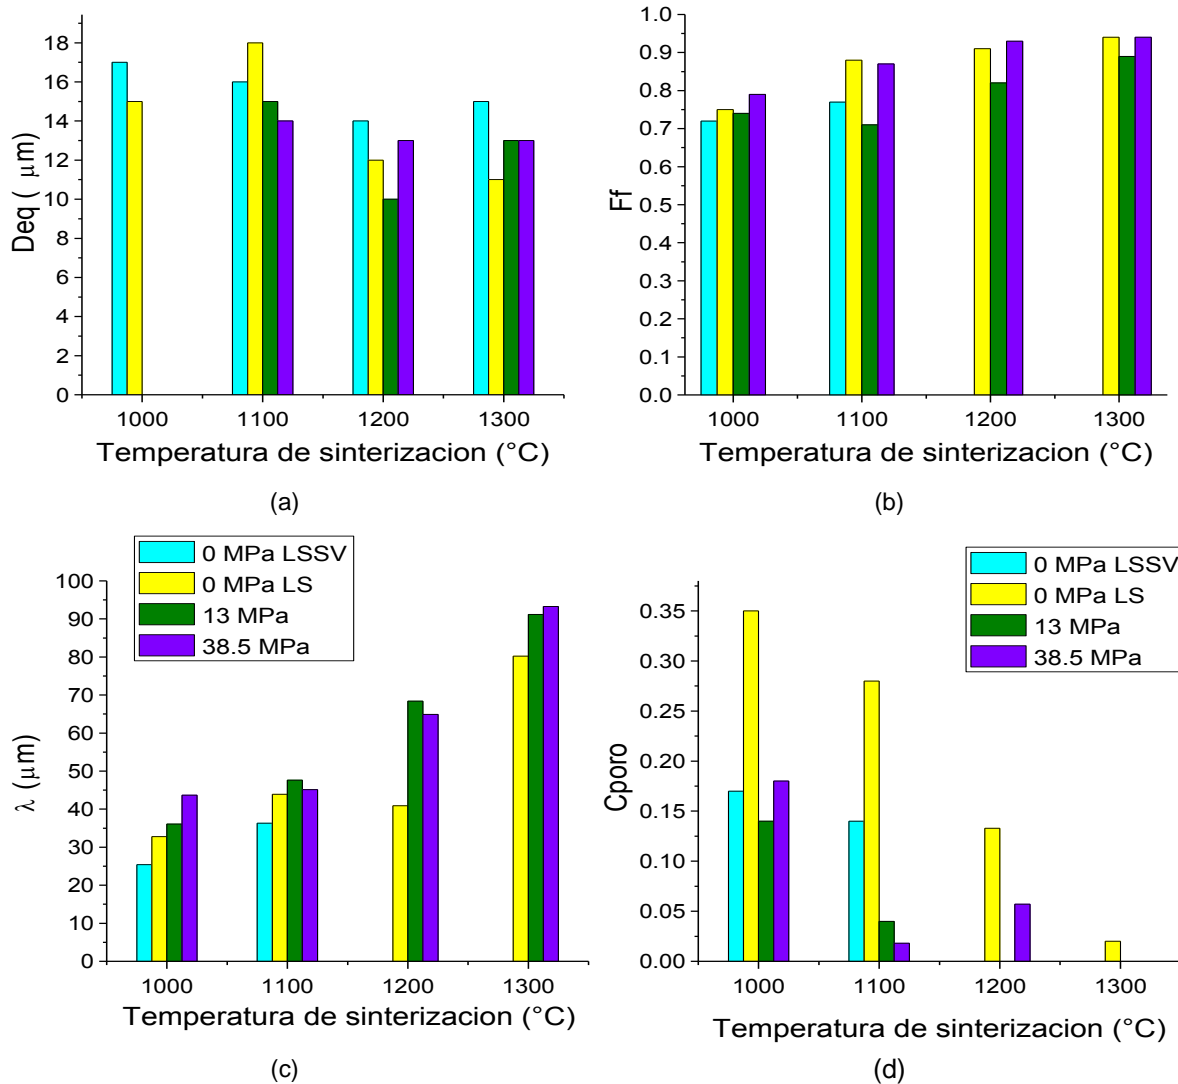 18
16
14
12
10
8
6
4
2
0
Deq ( μm)
1000 1100 1200 1300
Temperatura de sinterizacion (°C)
(a)
1.0
0.9
0.8
0.7
0.6
0.5
0.4
0.3
0.2
0.1
0.0
Ff
1000 1100 1200 1300
Temperatura de sinterizacion (°C)
(b)
0 MPa LSSV
0 MPa LS
13 MPa
38.5 MPa
100
90
80
70
60
50
40
30
20
10
0
λ (μm)
1000 1100 1200 1300
Temperatura de sinterizacion (°C)
(c)
0 MPa LSSV
0 MPa LS
13 MPa
38.5 MPa
0.35
0.30
0.25
0.20
0.15
0.10
0.05
0.00
Cporo
1000 1100 1200 1300
Temperatura de sinterizacion (°C)
(d)